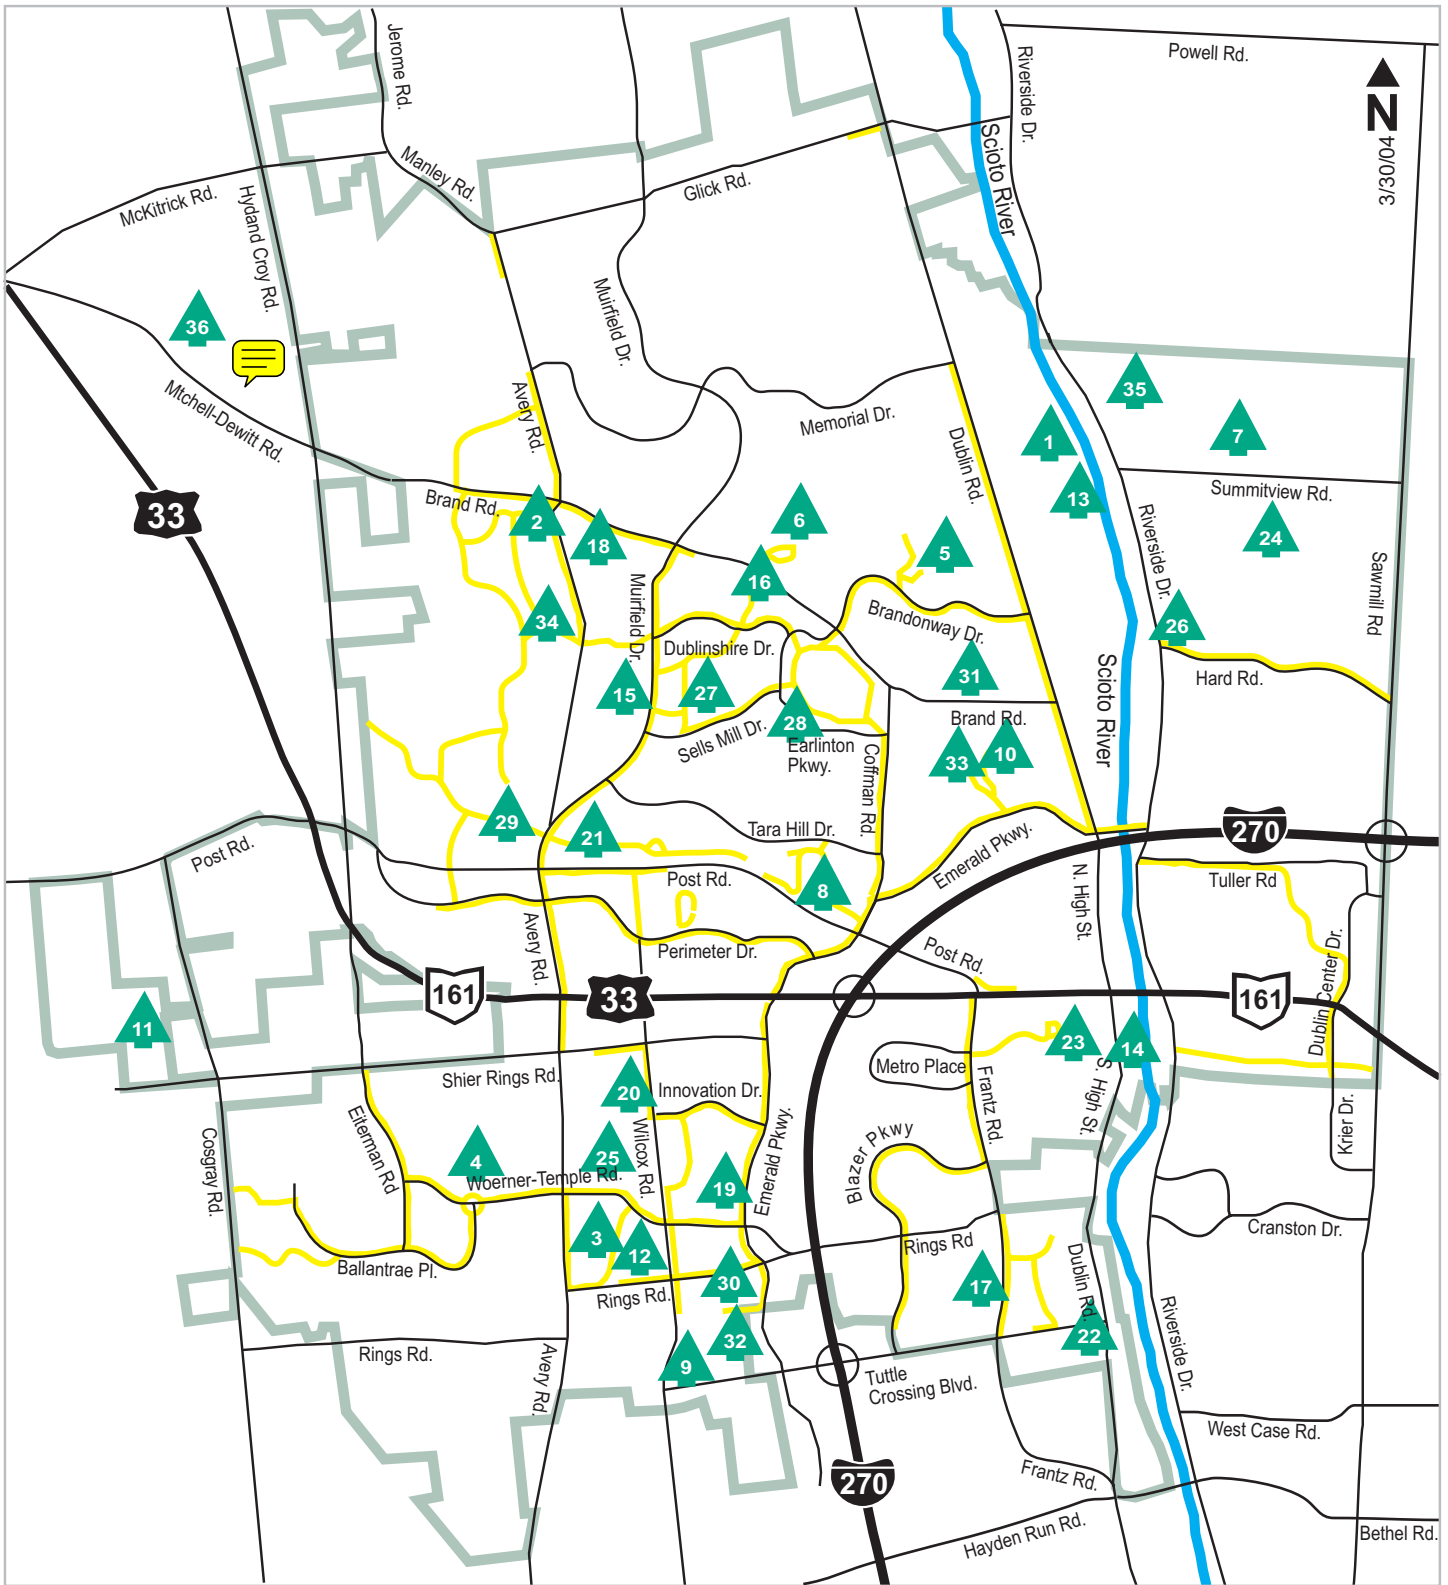 Jerome Rd.
Riverside Dr.
Powell Rd.
N
3/30/04
Manley Rd.
Scioto River
McKitrick Rd.
Hydand Croy Rd.
Glick Rd.
Muirfield Dr.
36
Mtchell-Dewitt Rd.
Avery Rd.
Memorial Dr.
Dublin Rd.
35
1
7
13
Summitview Rd.
Brand Rd.
33
2
18
6
5
24
Riverside Dr.
Sawmill Rd
16
34
Muirfield Dr.
Brandonway Dr.
26
Dublinshire Dr.
Scioto River
Hard Rd.
15
27
31
28
Sells Mill Dr.
Earlinton
Pkwy.
Coffman Rd.
Brand Rd.
33
10
29
21
Tara Hill Dr.
270
Post Rd.
Emerald Pkwy.
Post Rd.
8
N. High St.
Tuller Rd
Avery Rd.
Perimeter Dr.
Post Rd.
Dublin Center Dr.
161
33
161
11
23
14
Shier Rings Rd.
Metro Place
Frantz Rd.
S. High St.
20
Innovation Dr.
Eiterman Rd
Wilcox Rd.
Emerald Pkwy.
Blazer Pkwy
Krier Dr.
Cosgray Rd.
4
25
Woerner-Temple Rd.
19
3
12
Rings Rd
Cranston Dr.
Ballantrae Pl.
Rings Rd.
30
17
Dublin Rd.
Riverside Dr.
32
22
Rings Rd.
Avery Rd.
9
Tuttle
Crossing Blvd.
West Case Rd.
270
Frantz Rd.
Hayden Run Rd.
Bethel Rd.